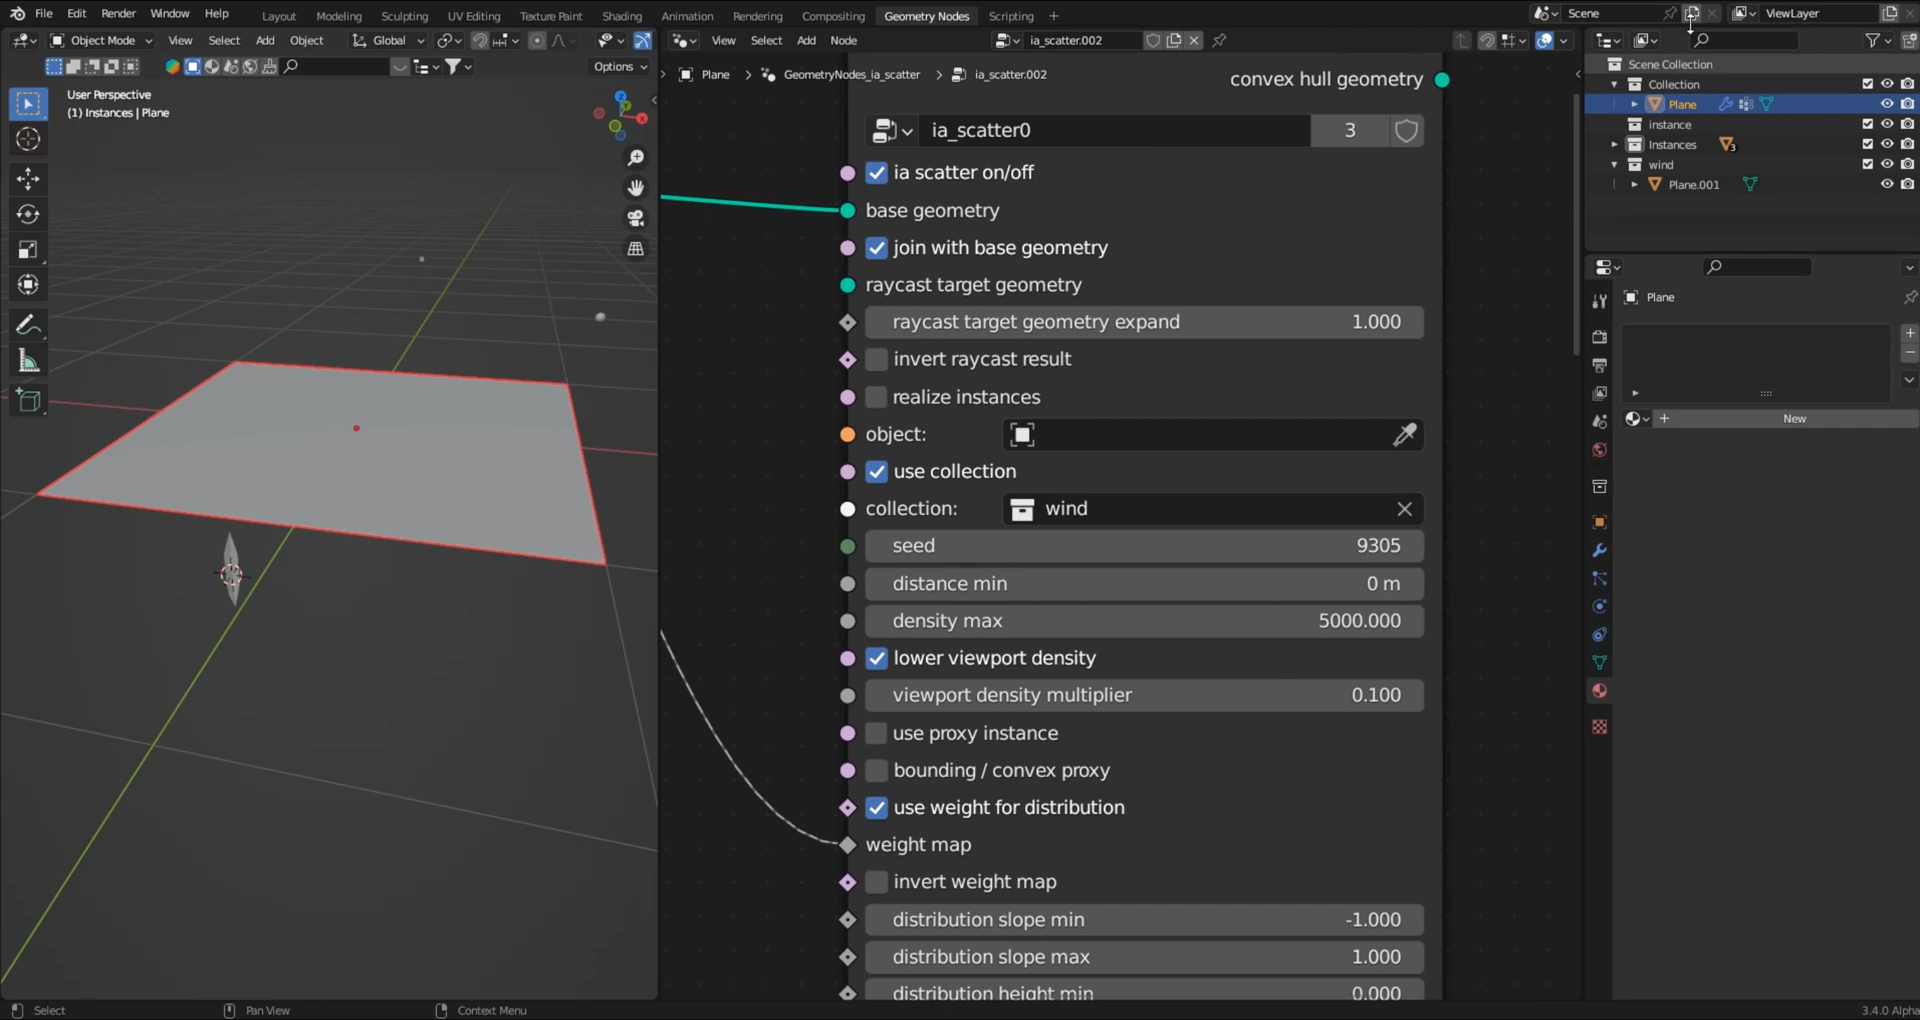 File Edit Render Window Help Layout Modeling Sculpting UV Editing Texture Paint Shading Animation Rendering Compositing Geometry Nodes Scripting + Scene ViewLayer
Object Mode View Select Add Object Global View Select Add Node ia_scatter.002
Options
Plane > GeometryNodes_ia_scatter > ia_scatter.002
User Perspective
(1) Instances | Plane
Z
Y
X
convex hull geometry
ia_scatter0 3
ia scatter on/off
base geometry
join with base geometry
raycast target geometry
raycast target geometry expand 1.000
invert raycast result
realize instances
object:
use collection
collection: wind
seed 9305
distance min 0 m
density max 5000.000
lower viewport density
viewport density multiplier 0.100
use proxy instance
bounding / convex proxy
use weight for distribution
weight map
invert weight map
distribution slope min -1.000
distribution slope max 1.000
distribution height min 0.000
Scene Collection
Collection
Plane
instance
Instances 3
wind
Plane.001
Plane
+ New
Select Pan View Context Menu 3.4.0 Alpha